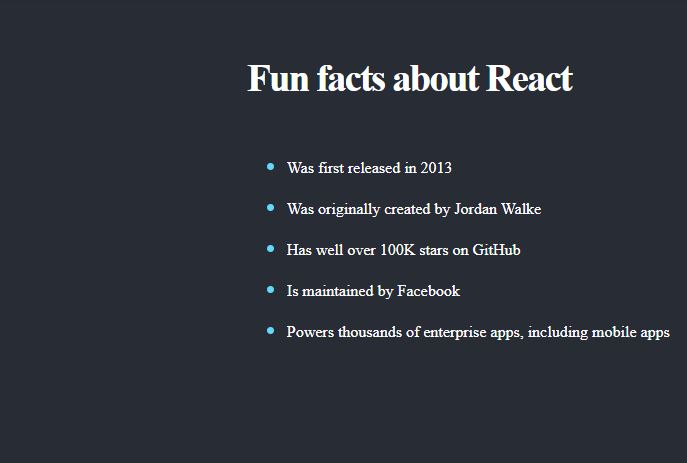 Fun facts about React
Was first released in 2013
Was originally created by Jordan Walke
Has well over 100K stars on GitHub
Is maintained by Facebook
Powers thousands of enterprise apps, including mobile apps